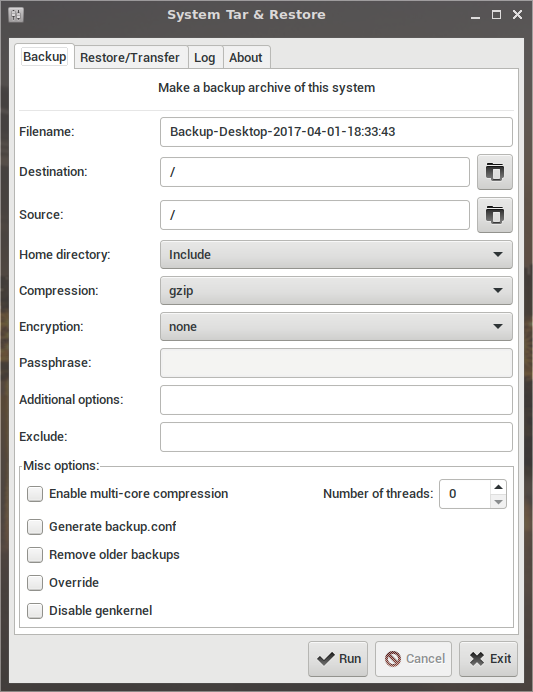 System Tar & Restore
Backup Restore/Transfer Log About
Make a backup archive of this system
Filename: Backup-Desktop-2017-04-01-18:33:43
Destination: /
Source: /
Home directory: Include
Compression: gzip
Encryption: none
Passphrase:
Additional options:
Exclude:
Misc options:
Enable multi-core compression Number of threads: 0
Generate backup.conf
Remove older backups
Override
Disable genkernel
Run Cancel Exit